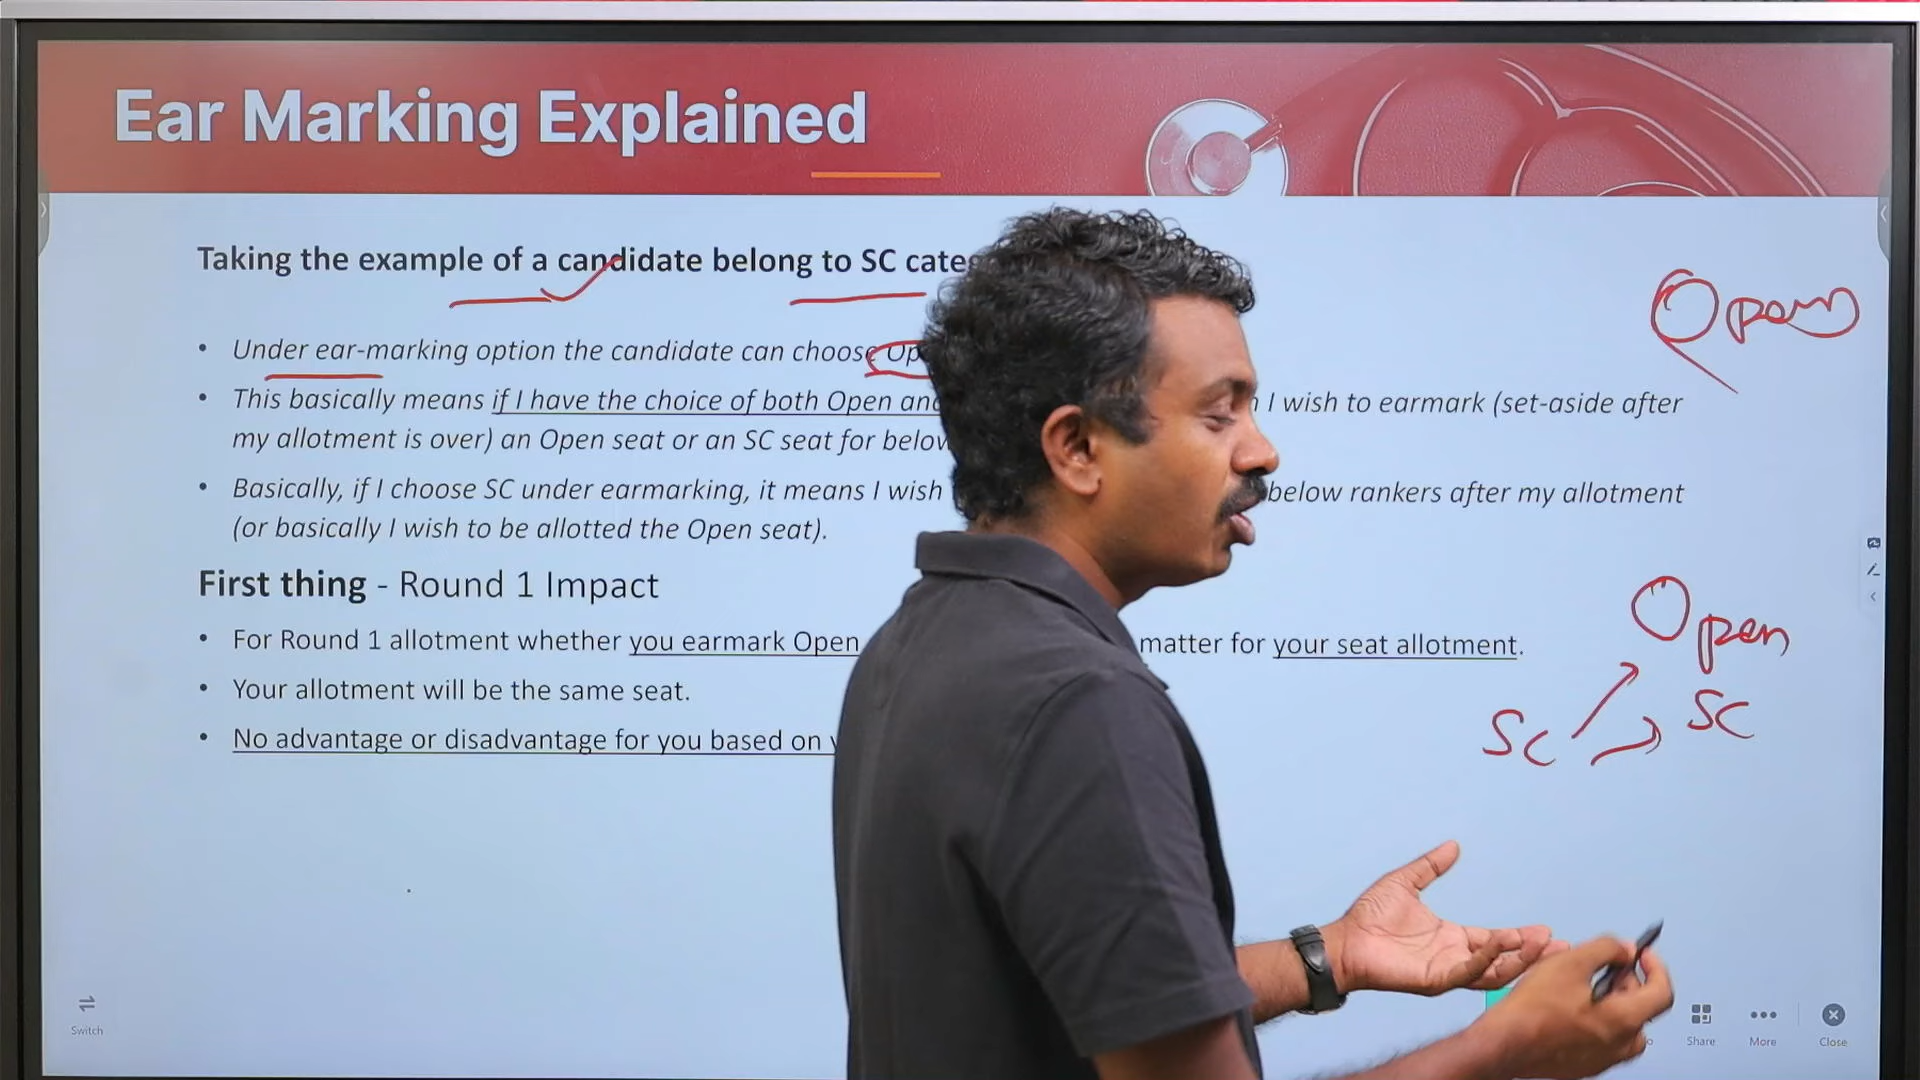 Ear Marking Explained
Taking the example of a candidate belong to SC
• Under ear-marking option the candidate can choose
• This basically means if I have the choice of both Open and I wish to earmark (set-aside after
my allotment is over) an Open seat or an SC seat for below
• Basically, if I choose SC under earmarking, it means I wish below rankers after my allotment
(or basically I wish to be allotted the Open seat).
First thing - Round 1 Impact
• For Round 1 allotment whether you earmark Open matter for your seat allotment.
• Your allotment will be the same seat.
• No advantage or disadvantage for you based on
Open
Open
SC SC
Switch
Share More Close